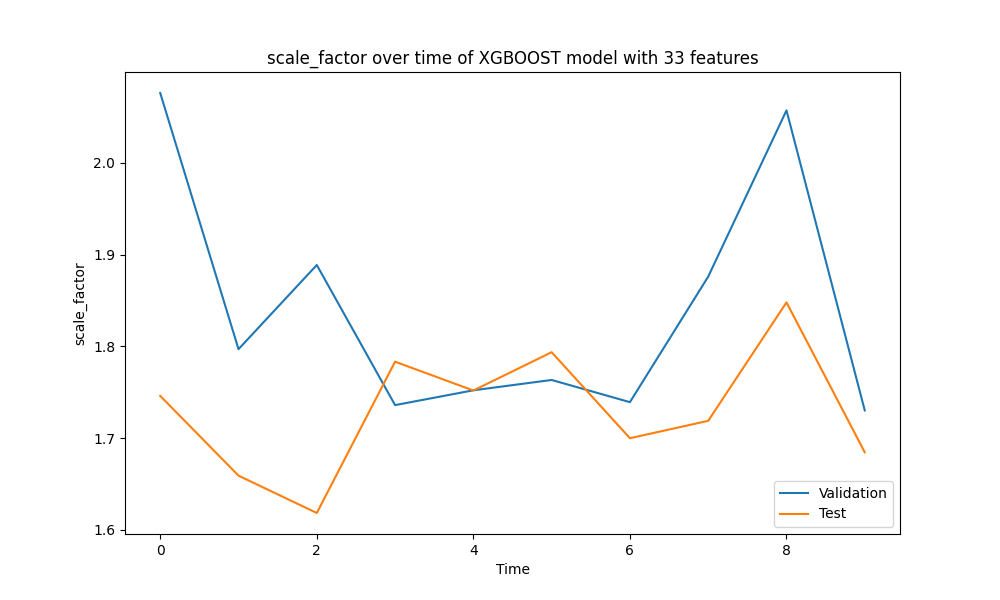 scale_factor over time of XGBOOST model with 33 features
2.0
1.9
1.8
1.7
1.6
scale_factor
0 2 4 6 8
Time
Validation
Test